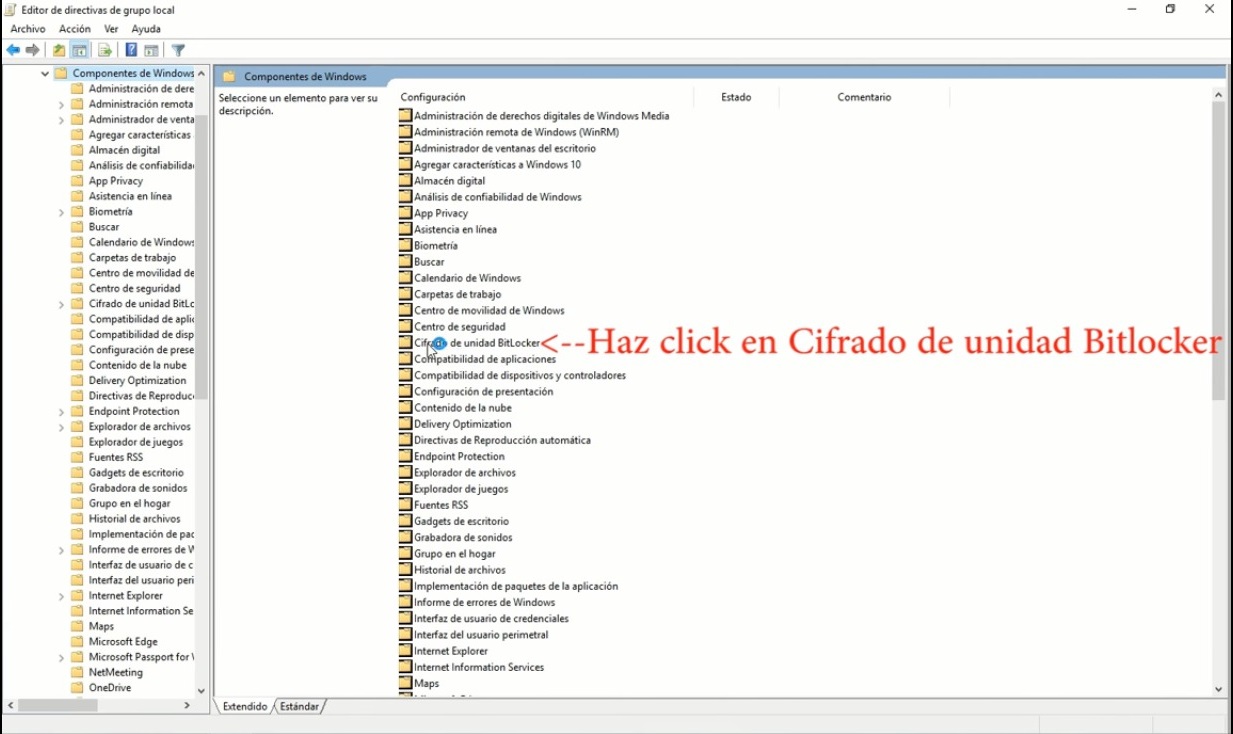 Editor de directivas de grupo local
Archivo Acción Ver Ayuda
Componentes de Windows
Administración de dere
Administración remota
Administrador de venta
Agregar características
Almacén digital
Análisis de confiabilida
App Privacy
Asistencia en línea
Biometría
Buscar
Calendario de Windows
Carpetas de trabajo
Centro de movilidad de
Centro de seguridad
Cifrado de unidad BitLo
Compatibilidad de aplic
Compatibilidad de disp
Configuración de prese
Contenido de la nube
Delivery Optimization
Directivas de Reproduc
Endpoint Protection
Explorador de archivos
Explorador de juegos
Fuentes RSS
Gadgets de escritorio
Grabadora de sonidos
Grupo en el hogar
Historial de archivos
Implementación de paq
Informe de errores de W
Interfaz de usuario de c
Interfaz del usuario peri
Internet Explorer
Internet Information Se
Maps
Microsoft Edge
Microsoft Passport for
NetMeeting
OneDrive
Componentes de Windows
Seleccione un elemento para ver su
descripción.
Configuración Estado Comentario
Administración de derechos digitales de Windows Media
Administración remota de Windows (WinRM)
Administrador de ventanas del escritorio
Agregar características a Windows 10
Almacén digital
Análisis de confiabilidad de Windows
App Privacy
Asistencia en línea
Biometría
Buscar
Calendario de Windows
Carpetas de trabajo
Centro de movilidad de Windows
Centro de seguridad
Cifrado de unidad BitLocker <--Haz click en Cifrado de unidad Bitlocker
Compatibilidad de aplicaciones
Compatibilidad de dispositivos y controladores
Configuración de presentación
Contenido de la nube
Delivery Optimization
Directivas de Reproducción automática
Endpoint Protection
Explorador de archivos
Explorador de juegos
Fuentes RSS
Gadgets de escritorio
Grabadora de sonidos
Grupo en el hogar
Historial de archivos
Implementación de paquetes de la aplicación
Informe de errores de Windows
Interfaz de usuario de credenciales
Interfaz del usuario perimetral
Internet Explorer
Internet Information Services
Maps
Extendido Estándar